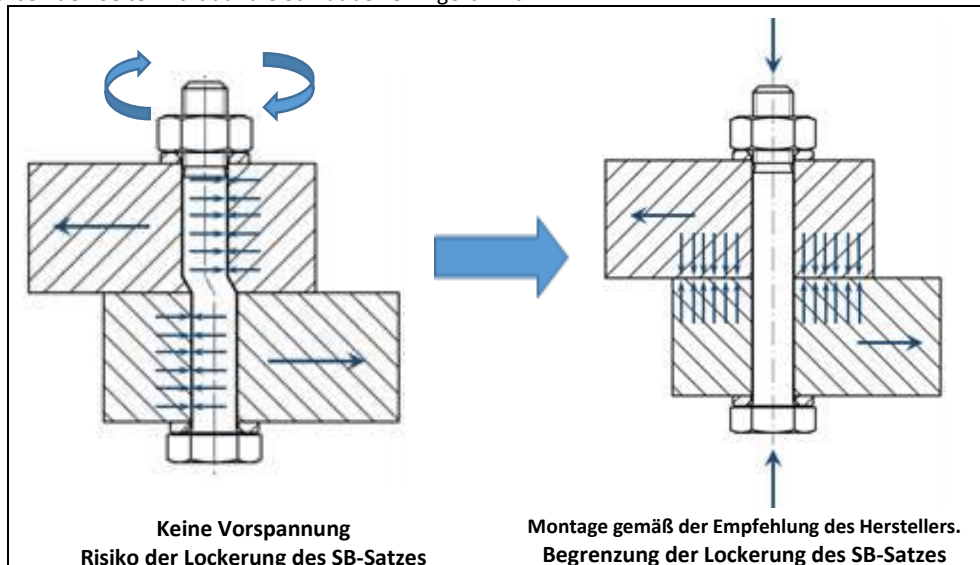 Keine Vorspannung
Risiko der Lockerung des SB-Satzes
Montage gemäß der Empfehlung des Herstellers.
Begrenzung der Lockerung des SB-Satzes